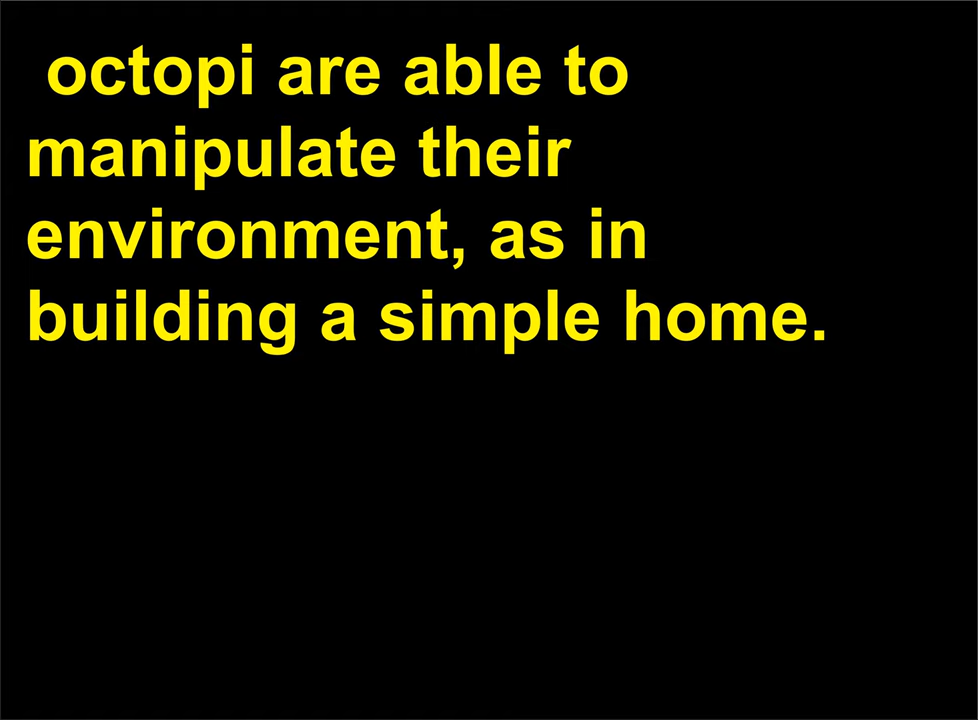 octopi are able to
manipulate their
environment, as in
building a simple home.